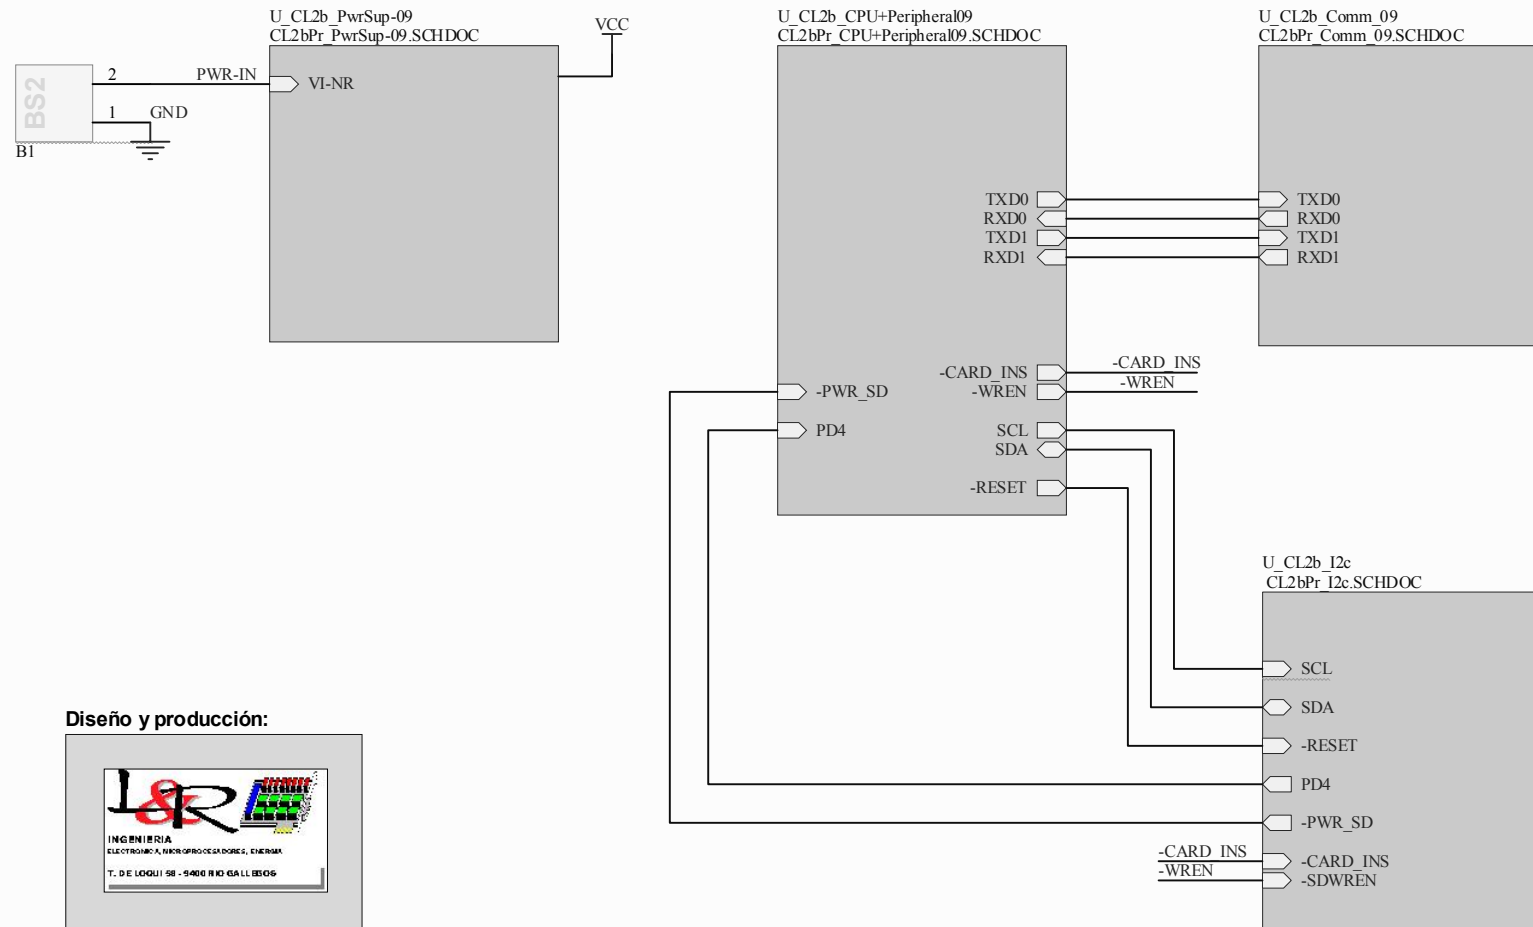 U_CL2b_PwrSup-09
CL2bPr_PwrSup-09.SCHDOC
VCC
BS2
2
PWR-IN
VI-NR
1
GND
B1
U_CL2b_CPU+Peripheral09
CL2bPr_CPU+Peripheral09.SCHDOC
TXD0
RXD0
TXD1
RXD1
-CARD_INS
-WREN
-PWR_SD
PD4
SCL
SDA
-RESET
-CARD_INS
-WREN
U_CL2b_Comm_09
CL2bPr_Comm_09.SCHDOC
TXD0
RXD0
TXD1
RXD1
U_CL2b_I2c
CL2bPr_I2c.SCHDOC
SCL
SDA
-RESET
PD4
-PWR_SD
-CARD_INS
-WREN
-CARD_INS
-SDWREN
Diseño y producción:
L&R
INGENIERIA
ELECTRONICA, MICROPROCESADORES, ENERGIA
T. DE LOQUI 58 - 9400 RIO GALLEGOS